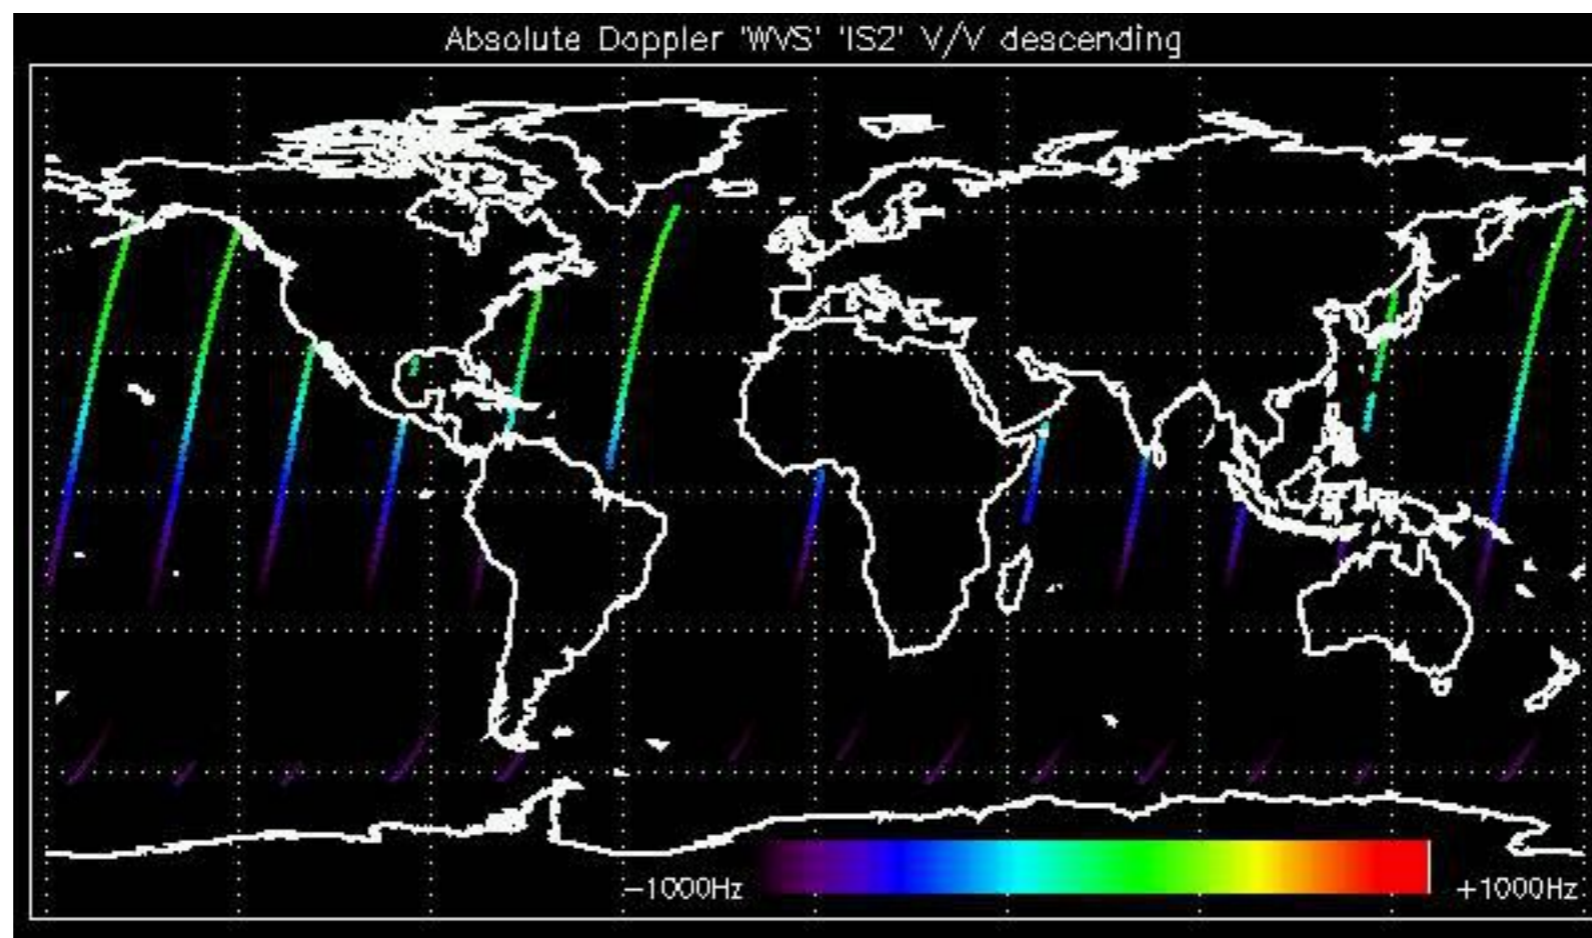 Absolute Doppler 'WVS' 'IS2' V/V descending
−1000Hz +1000Hz